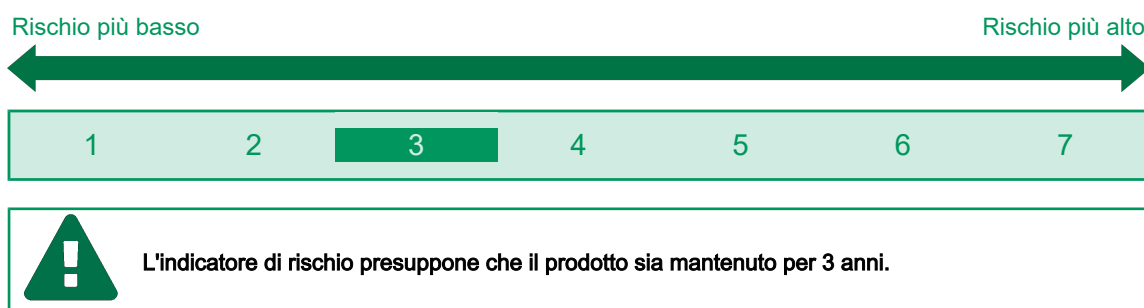 Rischio più basso Rischio più alto
1 2 3 4 5 6 7
L'indicatore di rischio presuppone che il prodotto sia mantenuto per 3 anni.